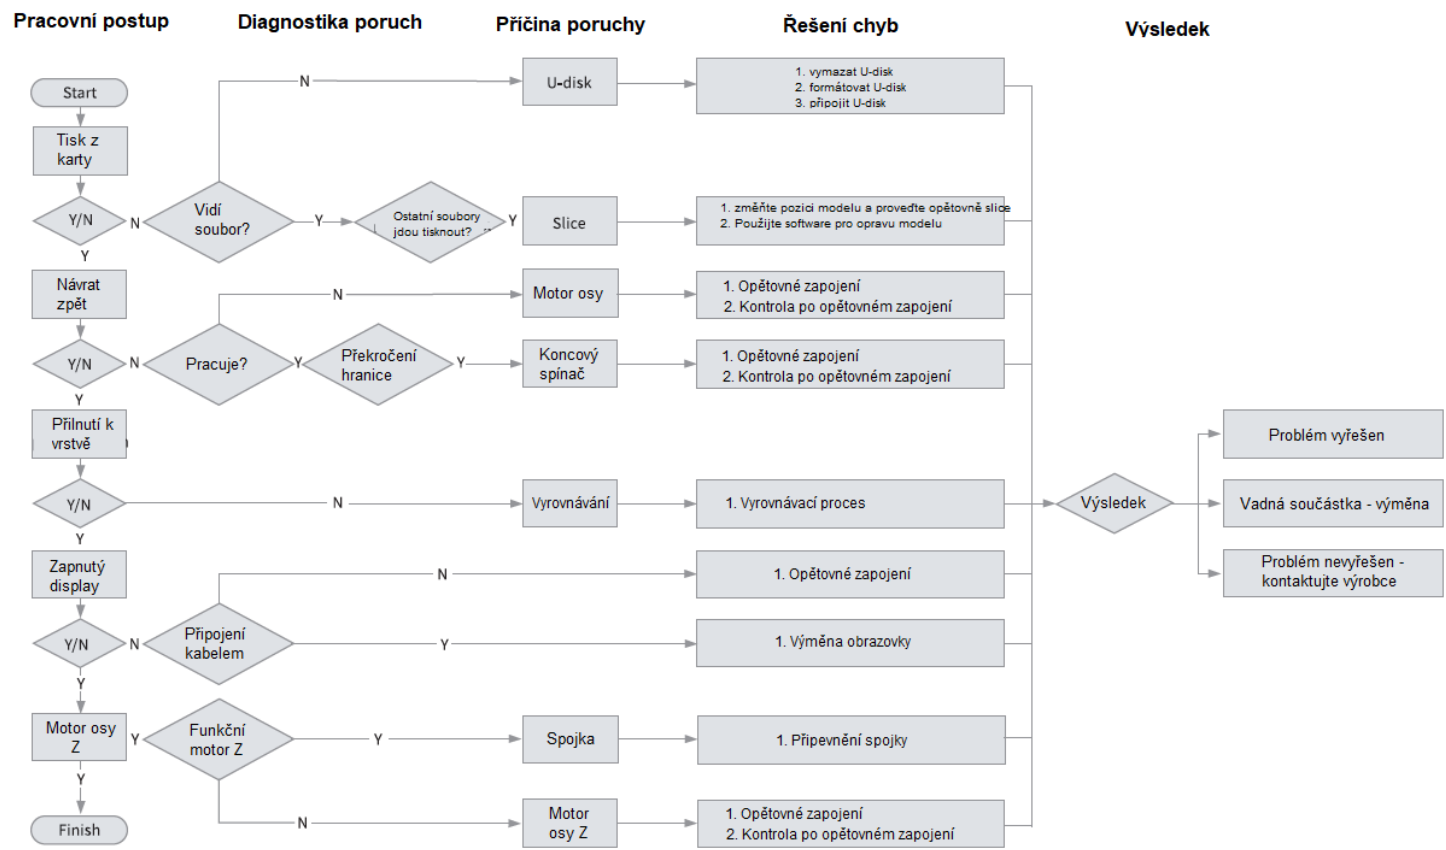 Pracovní postup
Diagnostika poruch
Příčina poruchy
Řešení chyb
Výsledek
Start
Tisk z
karty
Y/N
N
Vidí
soubor?
N
Y
Ostatní soubory
jdou tisknout?
Y
U-disk
1. vymazat U-disk
2. formátovat U-disk
3. připojit U-disk
Slice
1. změňte pozici modelu a proveďte opětovně slice
2. Použijte software pro opravu modelu
Y
Návrat
zpět
Y/N
N
Pracuje?
N
Y
Překročení
hranice
Y
Motor osy
1. Opětovné zapojení
2. Kontrola po opětovném zapojení
Koncový
spínač
1. Opětovné zapojení
2. Kontrola po opětovném zapojení
Y
Přilnutí k
vrstvě
Y/N
N
Vyrovnávání
1. Vyrovnávací proces
Y
Zapnutý
display
Y/N
N
Připojení
kabelem
N
1. Opětovné zapojení
Y
1. Výměna obrazovky
Y
Motor osy
Z
Y
Funkční
motor Z
Y
Spojka
1. Připevnění spojky
N
Motor
osy Z
1. Opětovné zapojení
2. Kontrola po opětovném zapojení
Y
Finish
Výsledek
Problém vyřešen
Vadná součástka - výměna
Problém nevyřešen -
kontaktujte výrobce